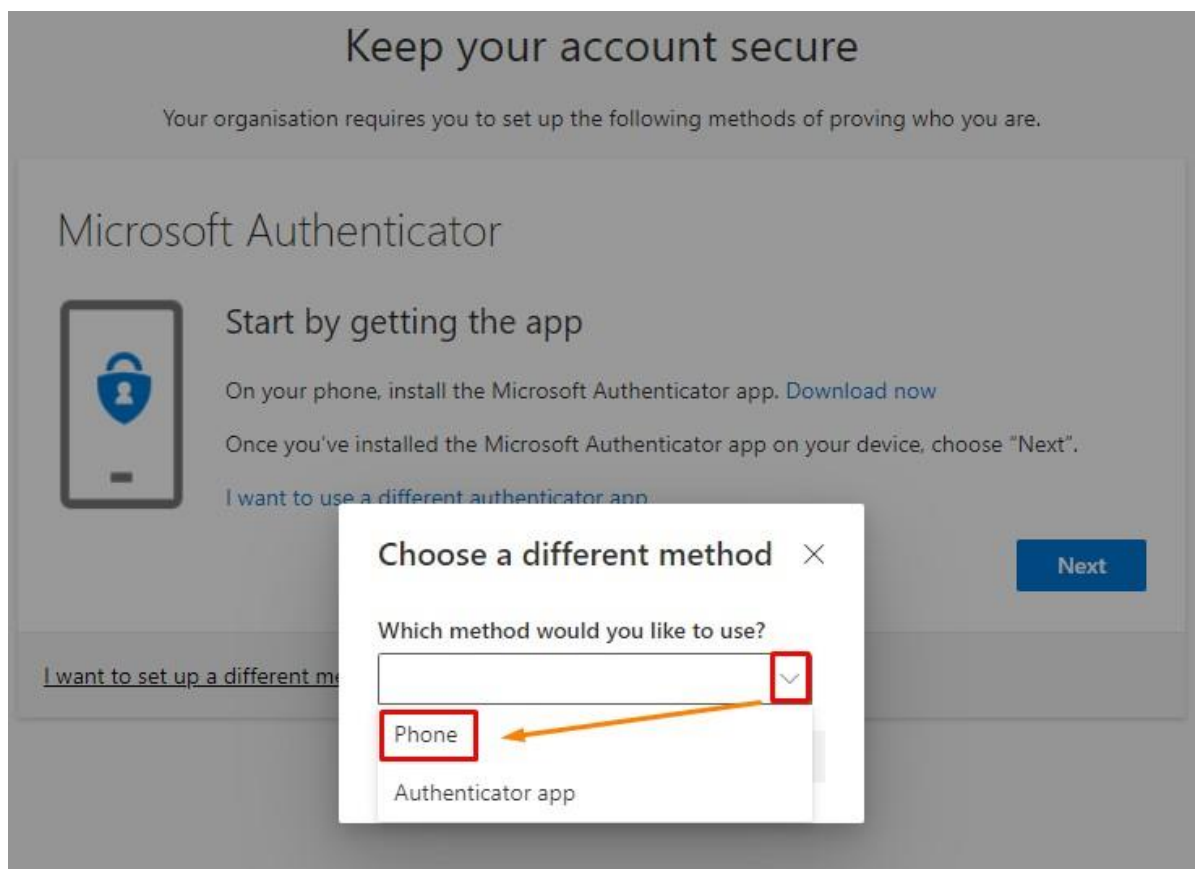 Keep your account secure
Your organisation requires you to set up the following methods of proving who you are.
Microsoft Authenticator
Start by getting the app
On your phone, install the Microsoft Authenticator app. Download now
Once you've installed the Microsoft Authenticator app on your device, choose "Next".
I want to use a different authenticator app
Choose a different method
Next
Which method would you like to use?
I want to set up a different
Phone
Authenticator app